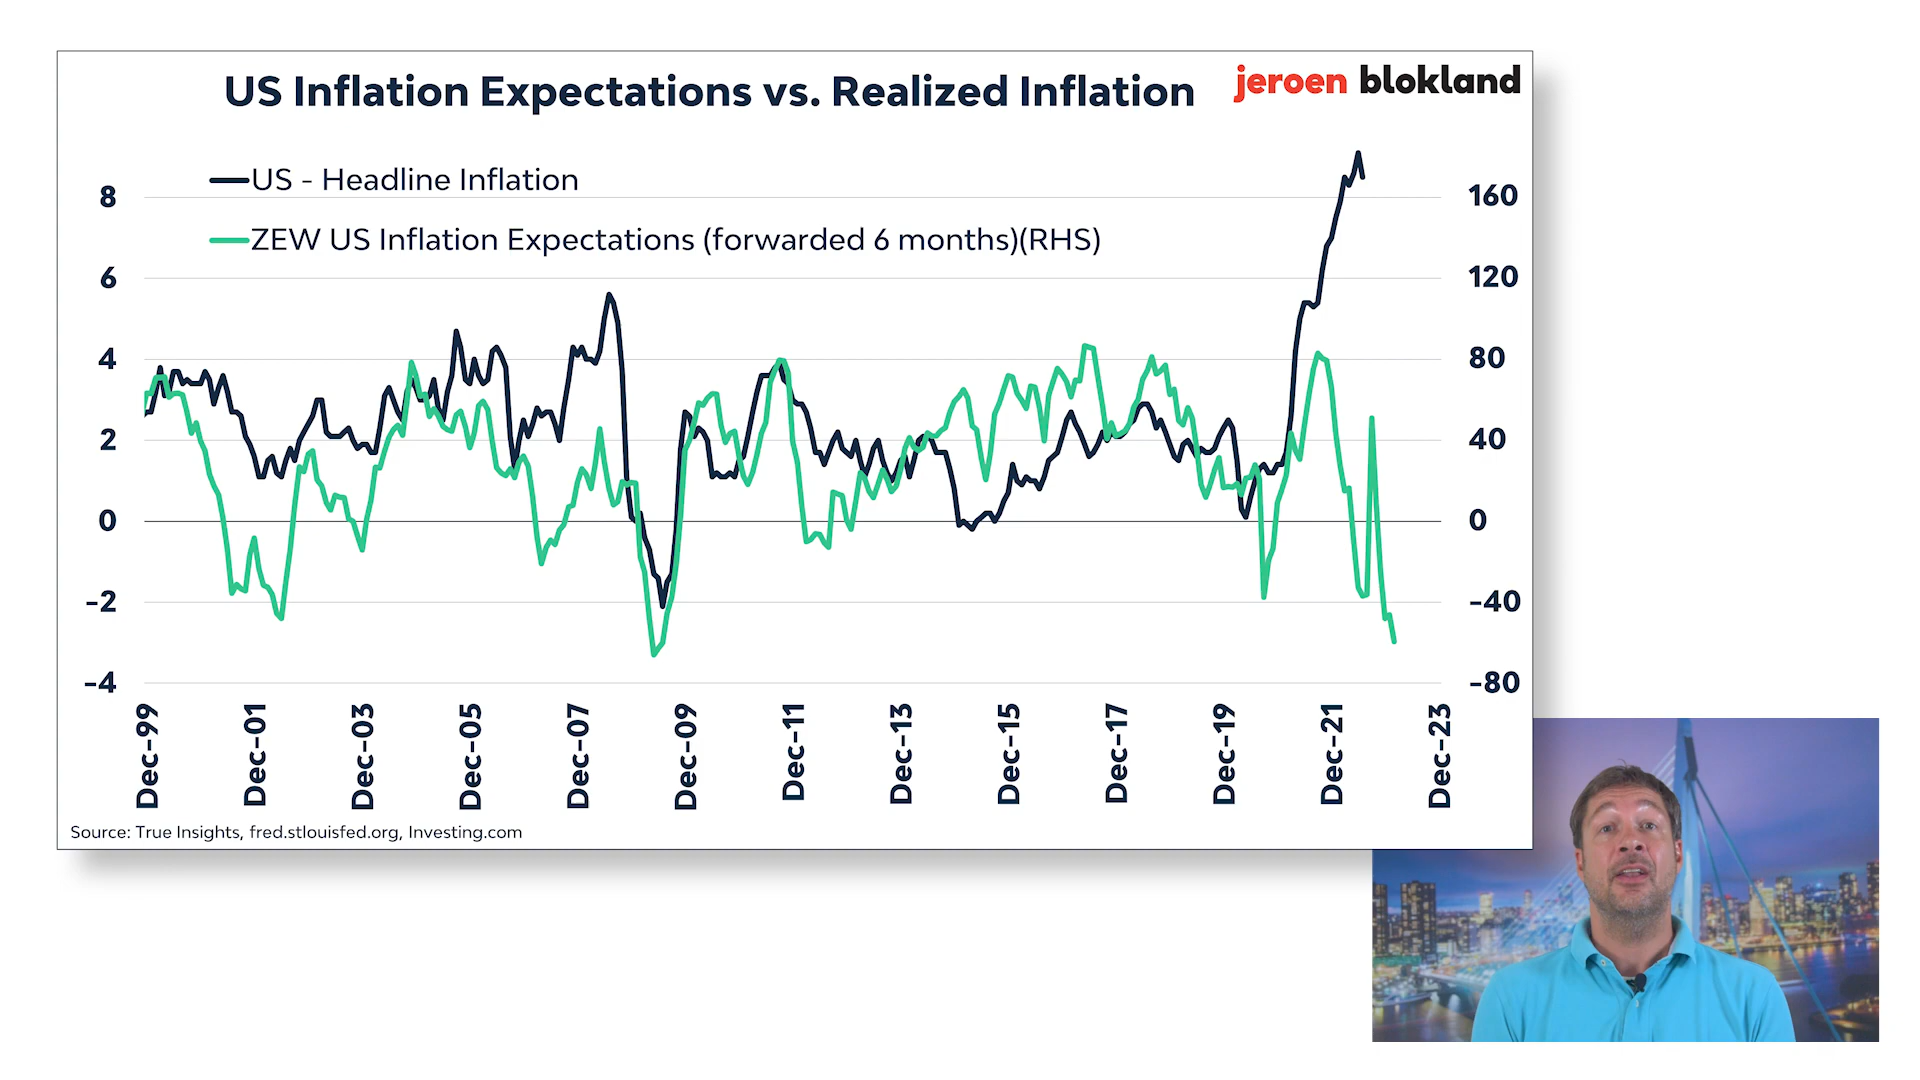 US Inflation Expectations vs. Realized Inflation
jeroen blokland
US - Headline Inflation
ZEW US Inflation Expectations (forwarded 6 months)(RHS)
8
6
4
2
0
-2
-4
160
120
80
40
0
-40
-80
Dec-99
Dec-01
Dec-03
Dec-05
Dec-07
Dec-09
Dec-11
Dec-13
Dec-15
Dec-17
Dec-19
Dec-21
Dec-23
Source: True Insights, fred.stlouisfed.org, Investing.com